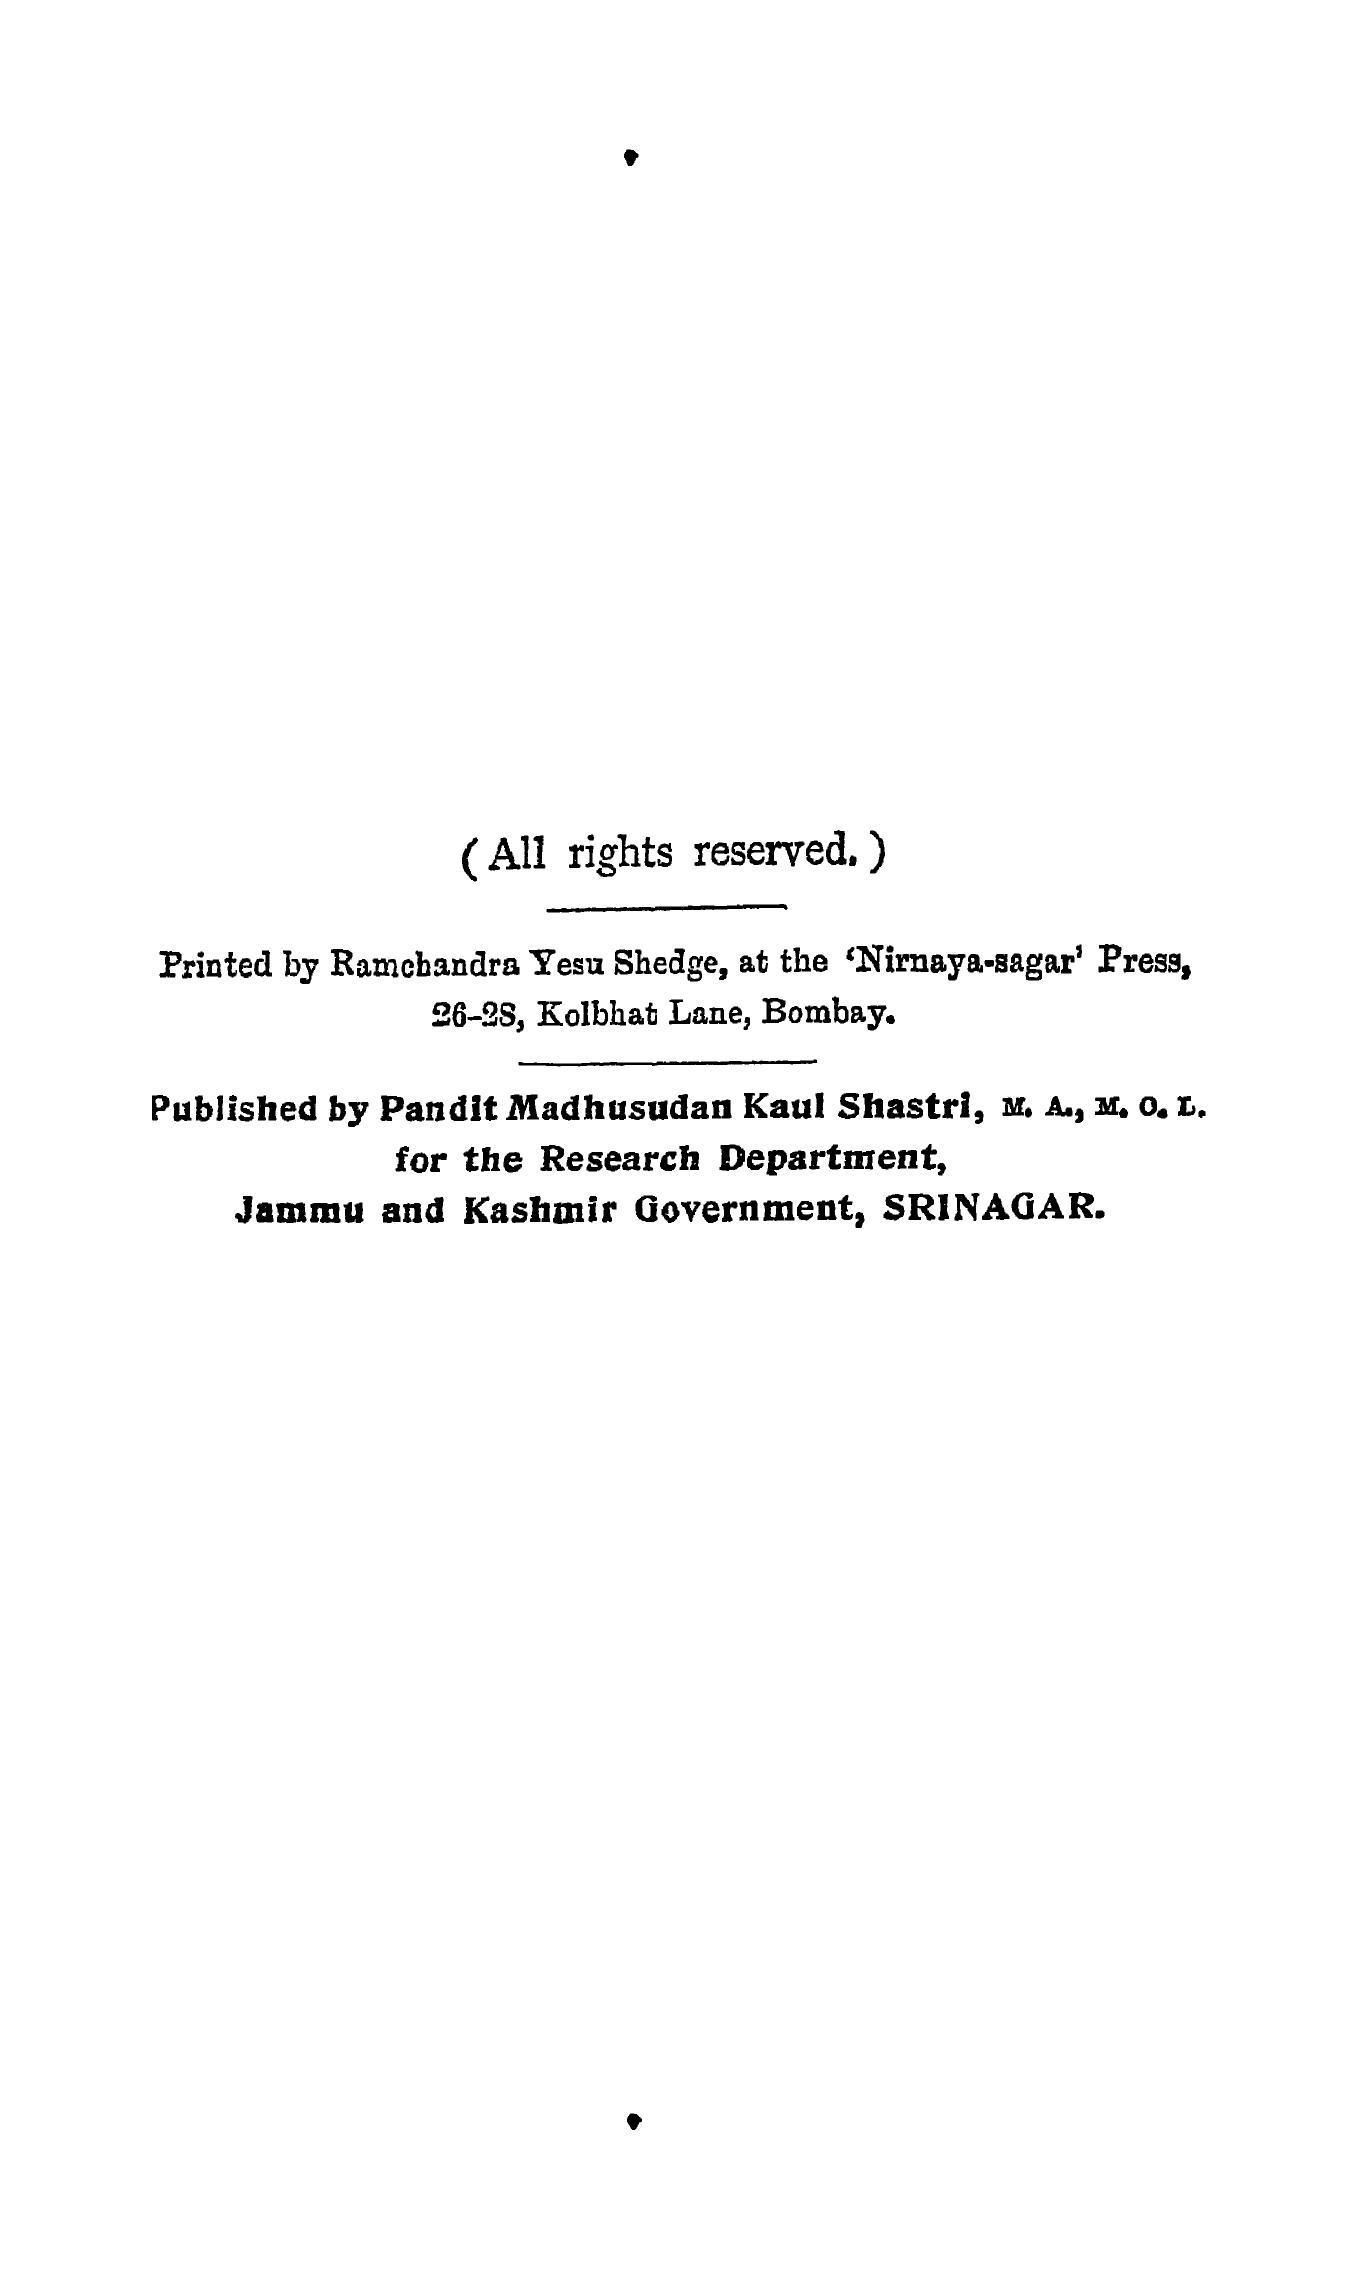 ( All rights reserved. )
Printed by Ramchandra Yesu Shedge, at the ‘Nirnaya-sagar’ Press,
26-28, Kolbhat Lane, Bombay.
Published by Pandit Madhusudan Kaul Shastri, M. A., M. O. L.
for the Research Department,
Jammu and Kashmir Government, SRINAGAR.